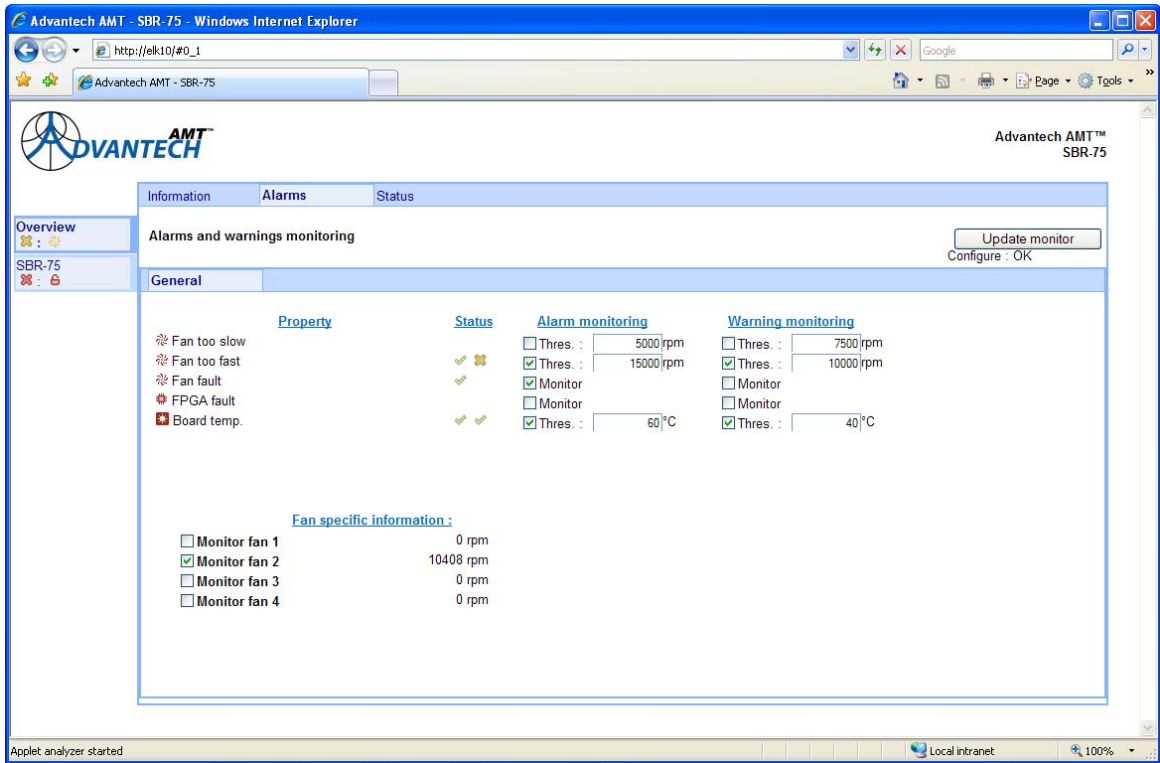 Advantech AMT - SBR-75 - Windows Internet Explorer
http://elk10/#0_1
Google
Advantech AMT - SBR-75
Page
Tools
ADVANTECH AMT™
Advantech AMT™
SBR-75
Information Alarms Status
Overview
Alarms and warnings monitoring
Update monitor
Configure : OK
SBR-75
General
Property Status Alarm monitoring Warning monitoring
Fan too slow Thres. : 5000 rpm Thres. : 7500 rpm
Fan too fast Thres. : 15000 rpm Thres. : 10000 rpm
Fan fault Monitor Monitor
FPGA fault Monitor Monitor
Board temp. Thres. : 60 °C Thres. : 40 °C
Fan specific information :
Monitor fan 1 0 rpm
Monitor fan 2 10408 rpm
Monitor fan 3 0 rpm
Monitor fan 4 0 rpm
Applet analyzer started Local intranet 100%